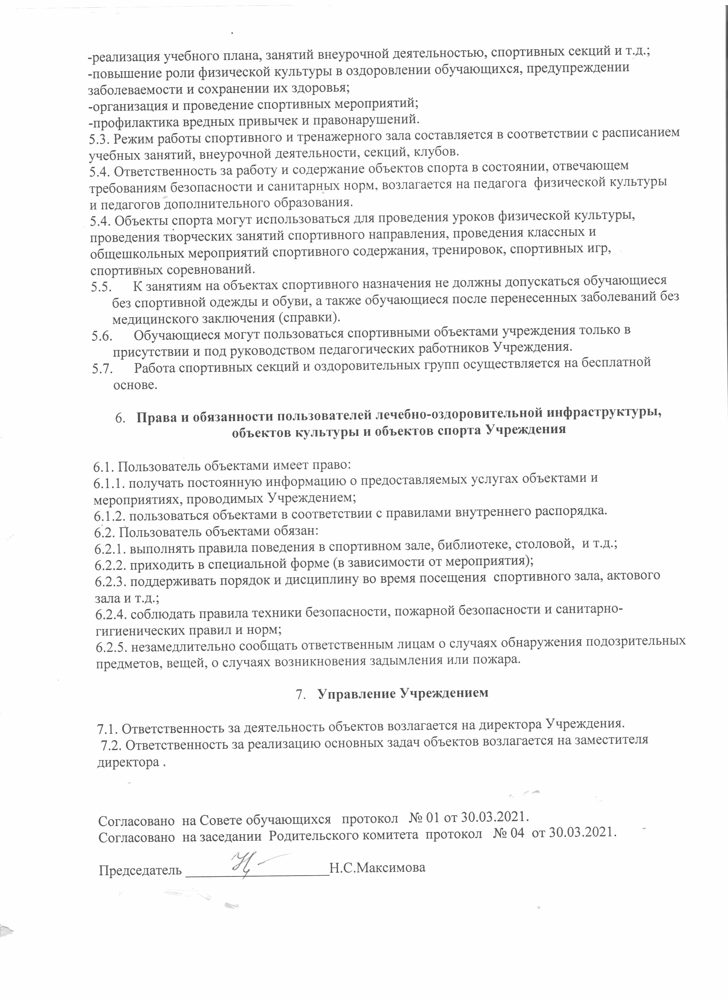 -реализация учебного плана, занятий внеурочной деятельностью, спортивных секций и т.д.;
-повышение роли физической культуры в оздоровлении обучающихся, предупреждении
заболеваемости и сохранении их здоровья;
-организация и проведение спортивных мероприятий;
-профилактика вредных привычек и правонарушений.
5.3. Режим работы спортивного и тренажерного зала составляется в соответствии с расписанием
учебных занятий, внеурочной деятельности, секций, клубов.
5.4. Ответственность за работу и содержание объектов спорта в состоянии, отвечающем
требованиям безопасности и санитарных норм, возлагается на педагога  физической культуры
и педагогов дополнительного образования.
5.4. Объекты спорта могут использоваться для проведения уроков физической культуры,
проведения творческих занятий спортивного направления, проведения классных и
общешкольных мероприятий спортивного содержания, тренировок, спортивных игр,
спортивных соревнований.
5.5. К занятиям на объектах спортивного назначения не должны допускаться обучающиеся
без спортивной одежды и обуви, а также обучающиеся после перенесенных заболеваний без
медицинского заключения (справки).
5.6. Обучающиеся могут пользоваться спортивными объектами учреждения только в
присутствии и под руководством педагогических работников Учреждения.
5.7. Работа спортивных секций и оздоровительных групп осуществляется на бесплатной
основе.
6. Права и обязанности пользователей лечебно-оздоровительной инфраструктуры,
объектов культуры и объектов спорта Учреждения
6.1. Пользователь объектами имеет право:
6.1.1. получать постоянную информацию о предоставляемых услугах объектами и
мероприятиях, проводимых Учреждением;
6.1.2. пользоваться объектами в соответствии с правилами внутреннего распорядка.
6.2. Пользователь объектами обязан:
6.2.1. выполнять правила поведения в спортивном зале, библиотеке, столовой,  и т.д.;
6.2.2. приходить в специальной форме (в зависимости от мероприятия);
6.2.3. поддерживать порядок и дисциплину во время посещения  спортивного зала, актового
зала и т.д.;
6.2.4. соблюдать правила техники безопасности, пожарной безопасности и санитарно-
гигиенических правил и норм;
6.2.5. незамедлительно сообщать ответственным лицам о случаях обнаружения подозрительных
предметов, вещей, о случаях возникновения задымления или пожара.
7. Управление Учреждением
7.1. Ответственность за деятельность объектов возлагается на директора Учреждения.
7.2. Ответственность за реализацию основных задач объектов возлагается на заместителя
директора .
Согласовано  на Совете обучающихся   протокол   № 01 от 30.03.2021.
Согласовано  на заседании  Родительского комитета  протокол   № 04  от 30.03.2021.
Председатель ____________________Н.С.Максимова